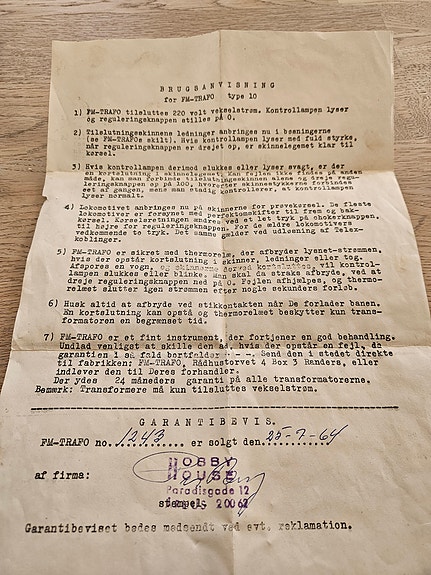 BRUGSANVISNING
for FM-TRAFO type 10
1) FM-TRAFO tilsluttes 220 volt vekselstrøm. Kontrollampen lyser
og reguleringsknappen stilles på 0.
2) Tilslutningsskinnens ledninger anbringes nu i bøsningerne
(se FM-TRAFOens skilt). Hvis kontrollampen lyser med fuld styrke,
når reguleringsknappen er drejet op, er skinnelegemet klar til
kørsel.
3) Hvis kontrollampen derimod slukkes eller lyser svagt, er der
en kortslutning i skinnelegemet. Kan fejlen ikke findes på anden
måde, kan man forbinde tilslutningsskinnen alene og dreje regu-
leringsknappen op på 100, hvorefter skinnestykkerne forbindes
set af gangen, mens man stadig kontrollerer, at kontrollampen
lyser normalt.
4) Lokomotivet anbringes nu på skinnerne for prøvekørsel. De fleste
lokomotiver er forsynet med perfektomskifter til frem og bak-
kørsel. Køreretningen ændres ved et let tryk på chokerknappen,
til højre for reguleringsknappen. For de ældre lokomotivers
vedkommende to tryk. Det samme gælder ved udløsning af Telex-
koblinger.
5) FM-TRAFO er sikret med thermorelæ, der afbryder lysnet-strømmen,
hvis der opstår kortslutning i skinner, ledninger eller tog.
Afspores en vogn, og skinnerne derved kortsluttes, vil kontrol-
lampen slukkes eller blinke. Man skal da straks afbryde, ved at
dreje reguleringsknappen ned på 0. Fejlen afhjælpes, og thermo-
relæet slutter igen strømmen efter nogle sekunders forløb.
6) Husk altid at afbryde ved stikkontakten når De forlader banen.
En kortslutning kan opstå og thermorelæet beskytter kun trans-
formatoren en begrænset tid.
7) FM-TRAFO er et fint instrument, der fortjener en god behandling.
Undlad venligst at skille den ad, hvis der opstår en fejl, da
garantien i så fald bortfalder - - -. Send den i stedet direkte
til fabrikken: FM-TRAFO, Rådhustorvet 4 Box 3 Randers, eller
indlever den til Deres forhandler.
Der ydes 24 måneders garanti på alle transformatorerne.
Bemærk: Transformere må kun tilsluttes vekselstrøm.
GARANTIBEVIS.
FM-TRAFO no. 1243 er solgt den 25-7-64
af firma:
HOBBY
HOUSE
Paradisgade 12
stempel.
Garantibeviset bedes medsendt ved evt. reklamation.